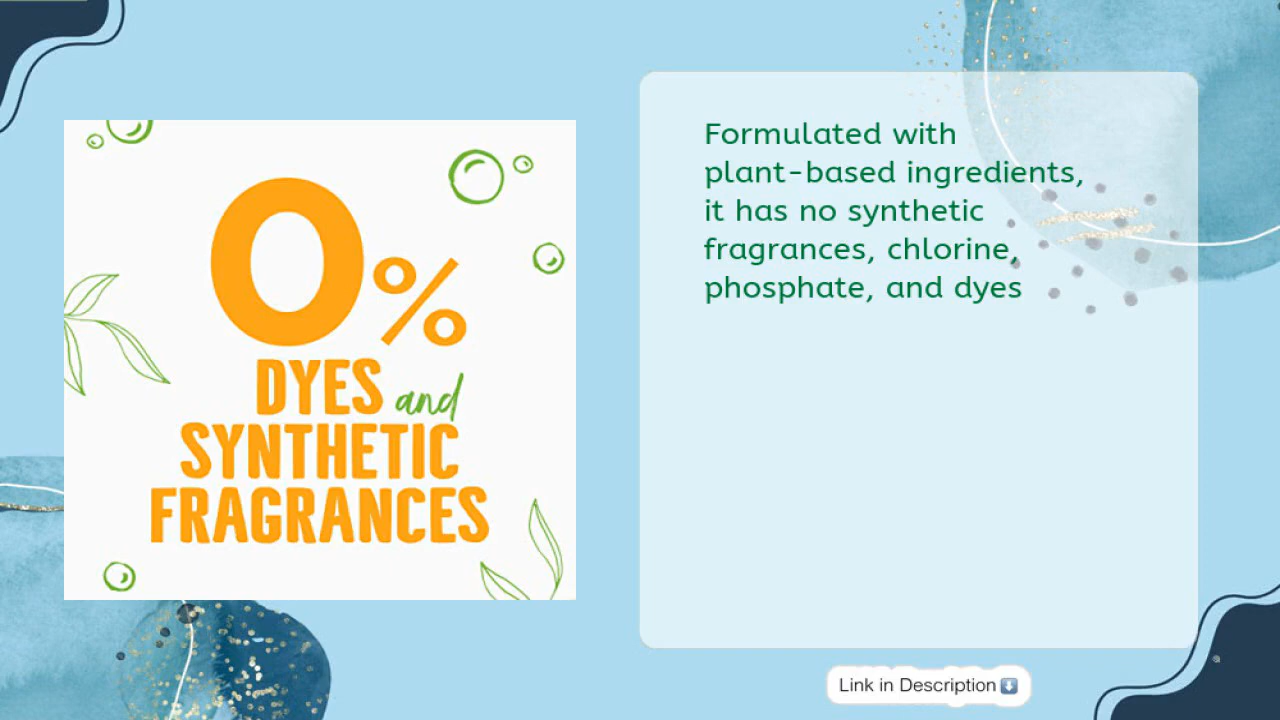 0%
DYES and
SYNTHETIC
FRAGRANCES
Formulated with
plant-based ingredients,
it has no synthetic
fragrances, chlorine,
phosphate, and dyes
Link in Description⬇️